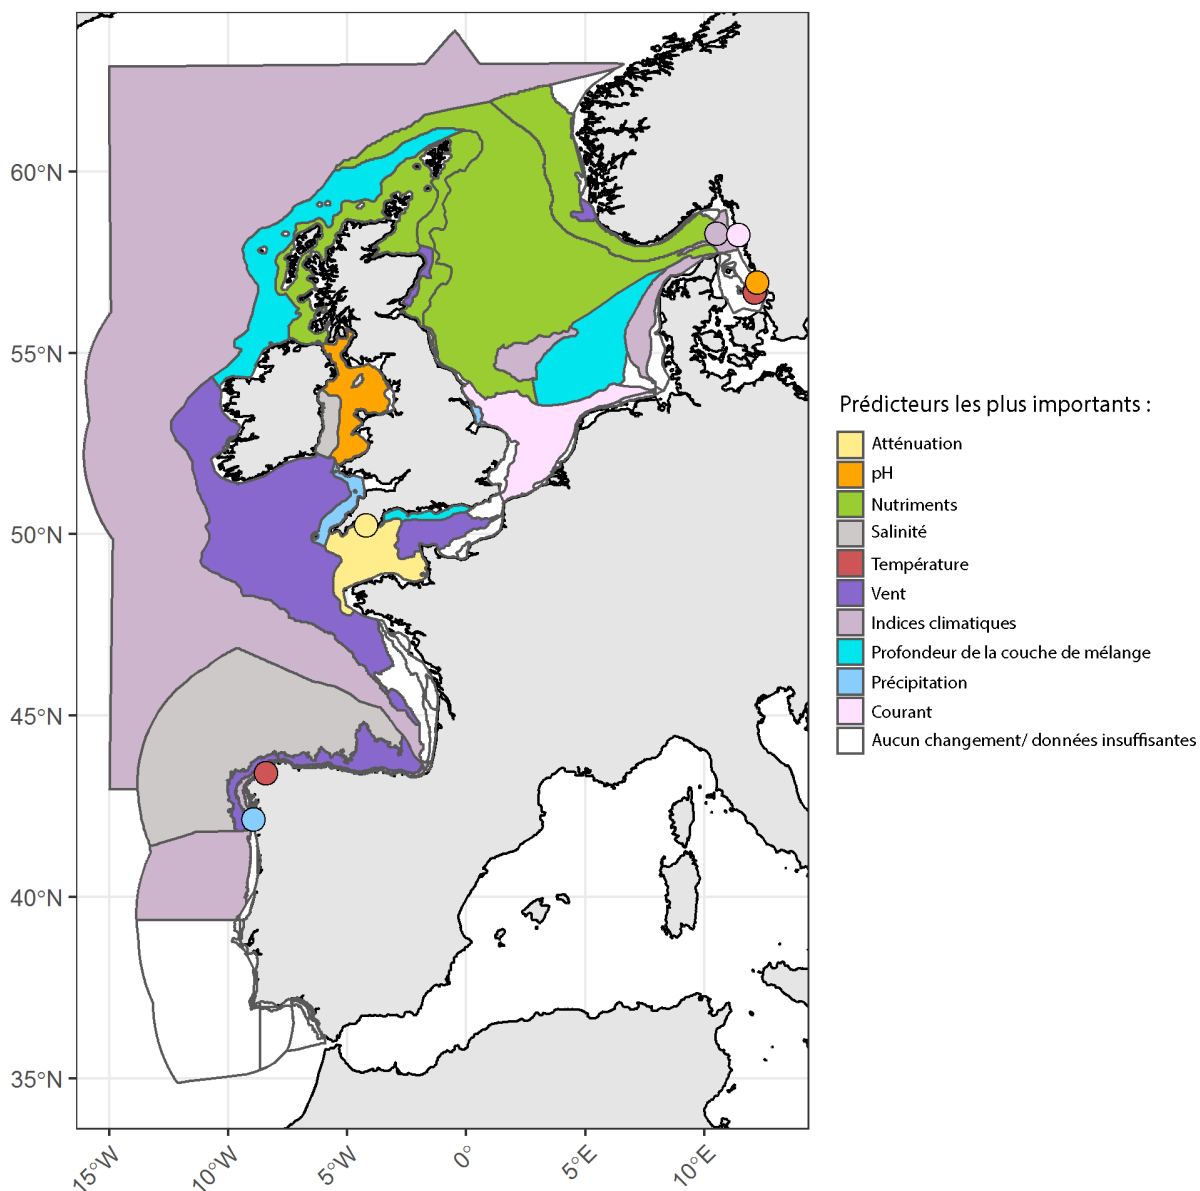 60°N
55°N
50°N
45°N
40°N
35°N
15°W
10°W
5°W
0°
5°E
10°E
Prédicteurs les plus importants :
Atténuation
pH
Nutriments
Salinité
Température
Vent
Indices climatiques
Profondeur de la couche de mélange
Précipitation
Courant
Aucun changement/ données insuffisantes